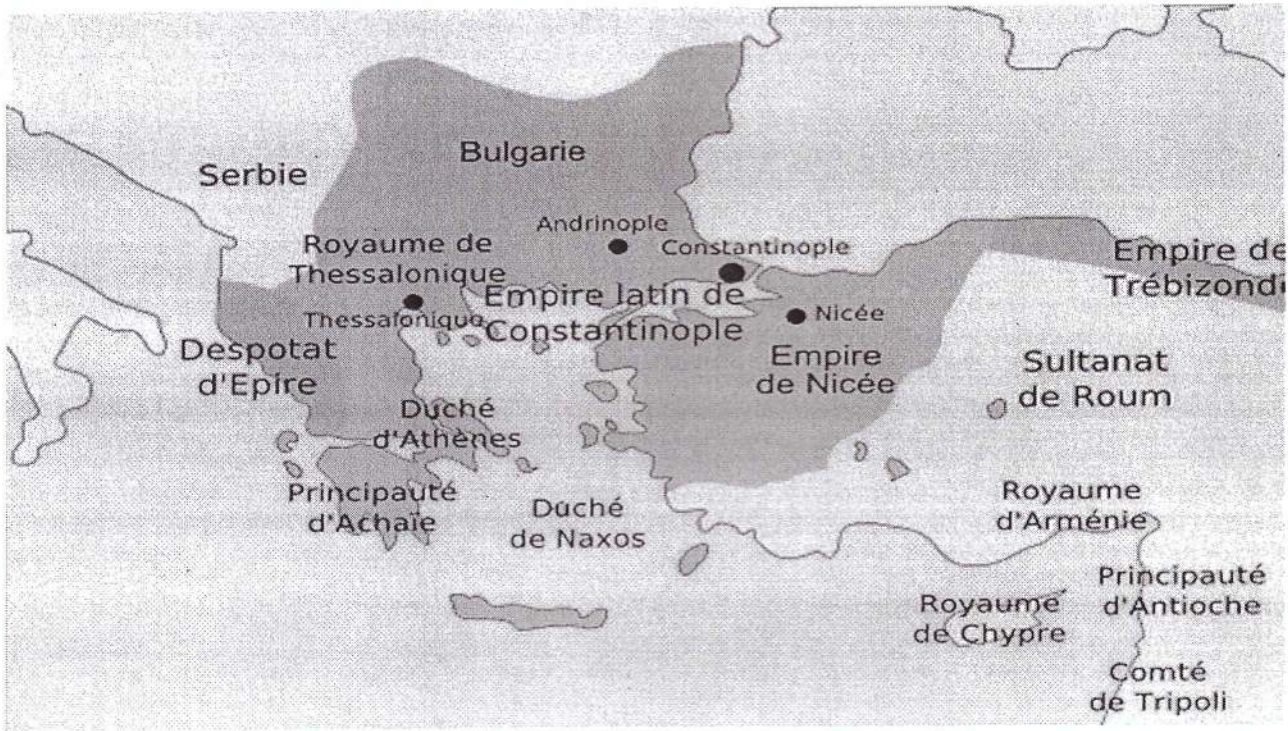 Bulgarie
Serbie
Andrinople
Royaume de
Thessalonique
Constantinople
Empire de
Trébizond
Empire latin de
Constantinople
Thessalonique
Nicée
Despotat
d'Epire
Empire
de Nicée
Sultanat
de Roum
Duché
d'Athènes
Principauté
d'Achaïe
Duché
de Naxos
Royaume
d'Arménie
Principauté
d'Antioche
Royaume
de Chypre
Comté
de Tripoli